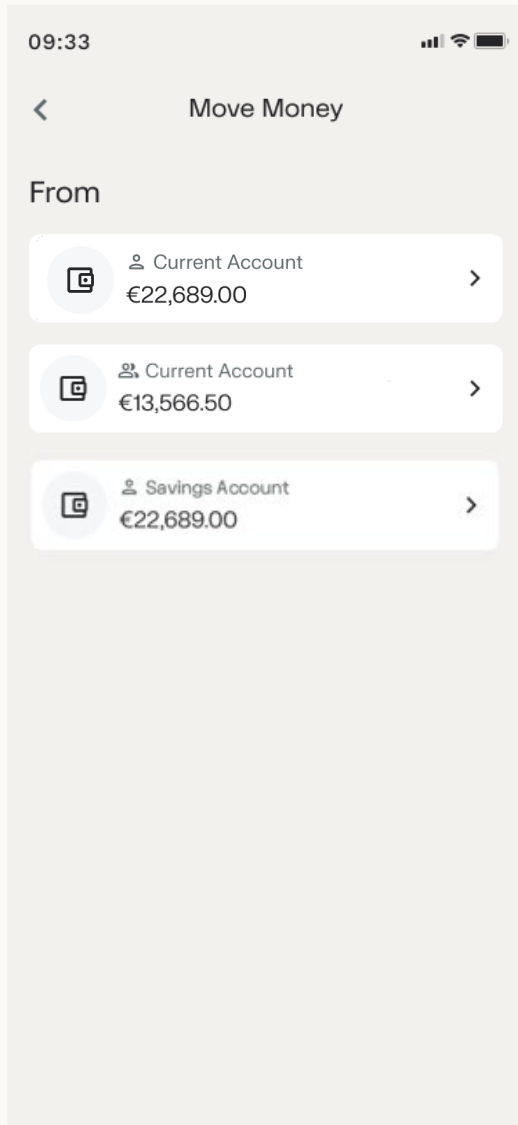 09:33
Move Money
From
Current Account
€22,689.00
Current Account
€13,566.50
Savings Account
€22,689.00